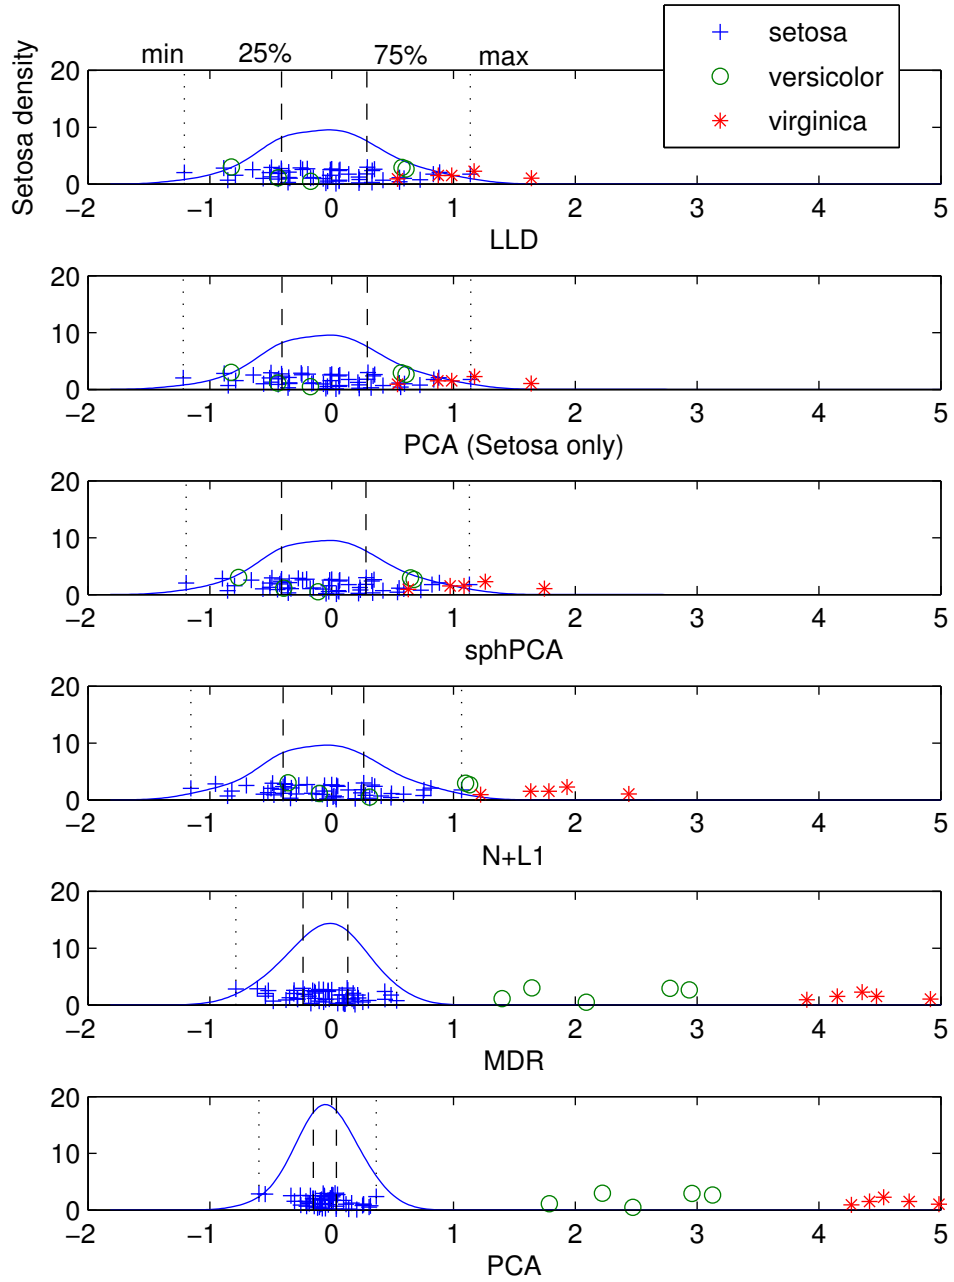 setosa
versicolor
virginica
min 25% 75% max
Setosa density
20
10
0
−2 −1 0 1 2 3 4 5
LLD
20
10
0
−2 −1 0 1 2 3 4 5
PCA (Setosa only)
20
10
0
−2 −1 0 1 2 3 4 5
sphPCA
20
10
0
−2 −1 0 1 2 3 4 5
N+L1
20
10
0
−2 −1 0 1 2 3 4 5
MDR
20
10
0
−2 −1 0 1 2 3 4 5
PCA